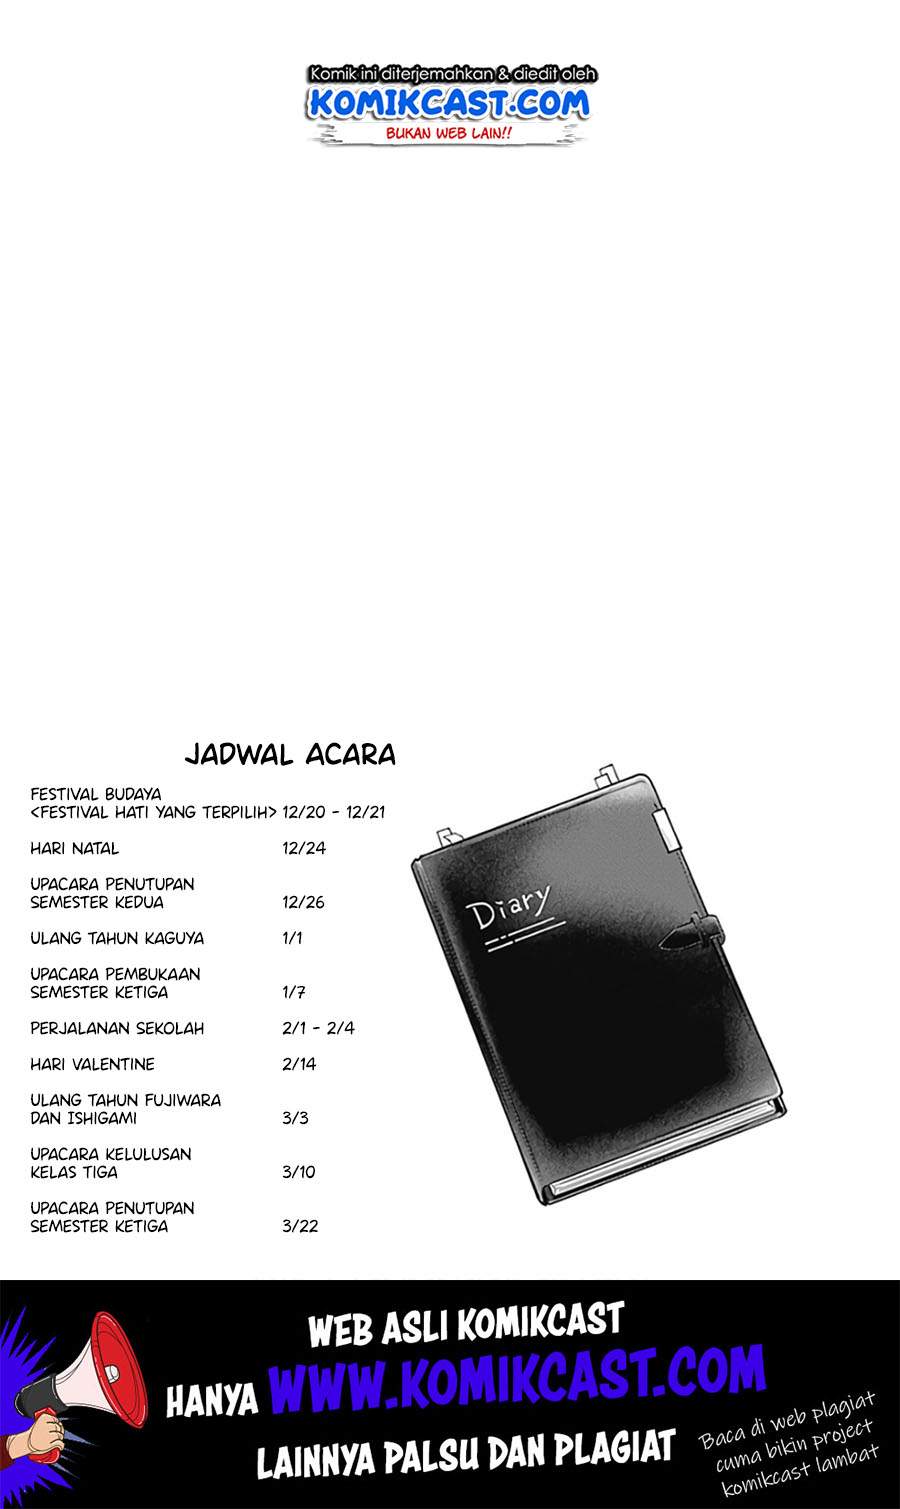 Komik ini diterjemahkan & diedit oleh
KOMIKCAST.COM
BUKAN WEB LAIN!!
JADWAL ACARA
FESTIVAL BUDAYA
<FESTIVAL HATI YANG TERPILIH> 12/20 - 12/21
HARI NATAL 12/24
UPACARA PENUTUPAN
SEMESTER KEDUA 12/26
ULANG TAHUN KAGUYA 1/1
UPACARA PEMBUKAAN
SEMESTER KETIGA 1/7
PERJALANAN SEKOLAH 2/1 - 2/4
HARI VALENTINE 2/14
ULANG TAHUN FUJIWARA
DAN ISHIGAMI 3/3
UPACARA KELULUSAN
KELAS TIGA 3/10
UPACARA PENUTUPAN
SEMESTER KETIGA 3/22
Diary
WEB ASLI KOMIKCAST
HANYA WWW.KOMIKCAST.COM
LAINNYA PALSU DAN PLAGIAT
Baca di web plagiat
cuma bikin project
komikcast lambat